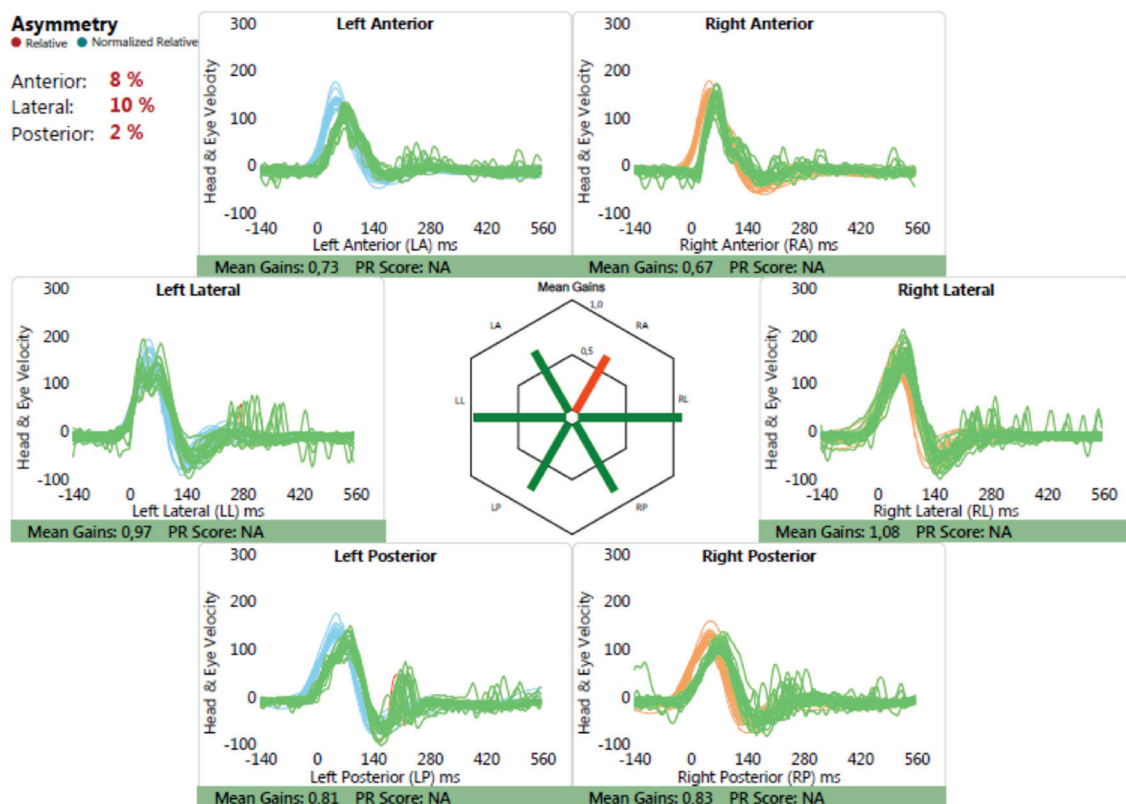 Asymmetry
Relative Normalized Relative
Anterior: 8 %
Lateral: 10 %
Posterior: 2 %
Left Anterior
Head & Eye Velocity
300
200
100
0
-100
-140 0 140 280 420 560
Left Anterior (LA) ms
Mean Gains: 0,73 PR Score: NA
Right Anterior
Head & Eye Velocity
300
200
100
0
-100
-140 0 140 280 420 560
Right Anterior (RA) ms
Mean Gains: 0,67 PR Score: NA
Left Lateral
Head & Eye Velocity
300
200
100
0
-100
-140 0 140 280 420 560
Left Lateral (LL) ms
Mean Gains: 0,97 PR Score: NA
Mean Gains
1,0
LA RA
0,5
LL RL
LP RP
Right Lateral
Head & Eye Velocity
300
200
100
0
-100
-140 0 140 280 420 560
Right Lateral (RL) ms
Mean Gains: 1,08 PR Score: NA
Left Posterior
Head & Eye Velocity
300
200
100
0
-100
-140 0 140 280 420 560
Left Posterior (LP) ms
Mean Gains: 0,81 PR Score: NA
Right Posterior
Head & Eye Velocity
300
200
100
0
-100
-140 0 140 280 420 560
Right Posterior (RP) ms
Mean Gains: 0,83 PR Score: NA